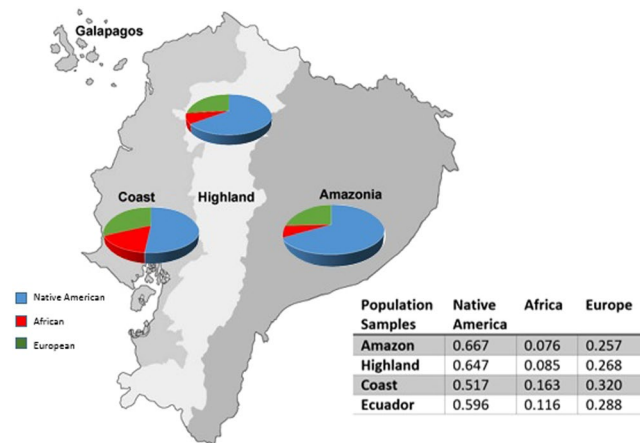 Galapagos
Coast
Highland
Amazonia
Native American
African
European
Population Samples Native America Africa Europe
Amazon 0.667 0.076 0.257
Highland 0.647 0.085 0.268
Coast 0.517 0.163 0.320
Ecuador 0.596 0.116 0.288